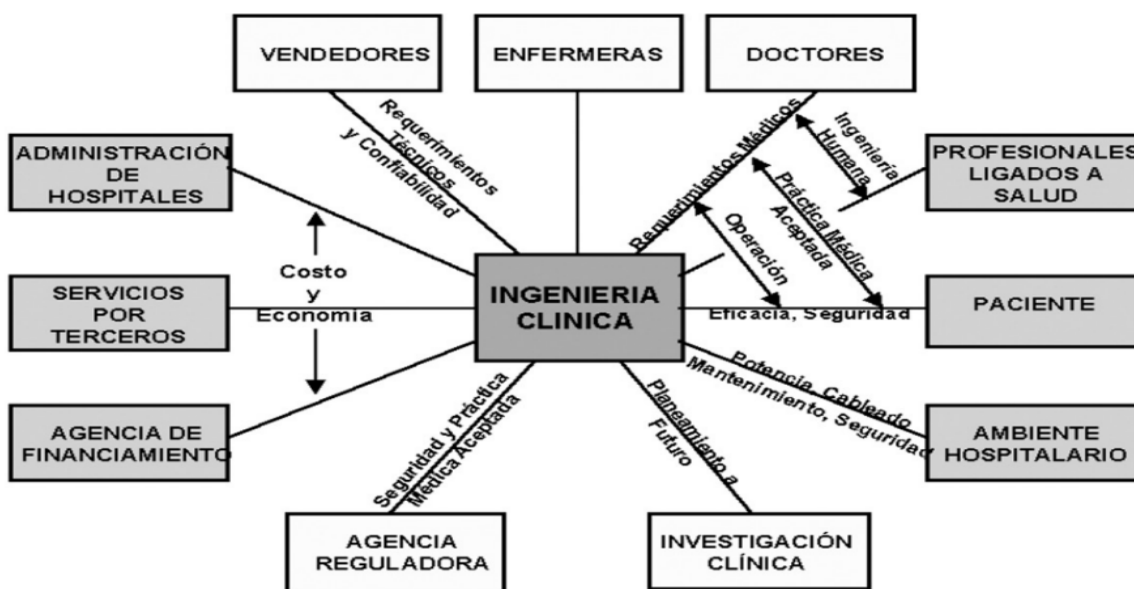 VENDEDORES
ENFERMERAS
DOCTORES
Requerimientos
Técnicos
y Confiabilidad
Requerimientos Médicos
Ingeniería
Humana
ADMINISTRACIÓN
DE
HOSPITALES
PROFESIONALES
LIGADOS A
SALUD
Práctica Médica
Aceptada
Operación
Costo
y
Economía
SERVICIOS
POR
TERCEROS
INGENIERIA
CLINICA
Eficacia, Seguridad
PACIENTE
Potencia, Cableado
Mantenimiento, Seguridad
AGENCIA DE
FINANCIAMIENTO
Seguridad y Práctica
Médica Aceptada
Planeamiento a
Futuro
AMBIENTE
HOSPITALARIO
AGENCIA
REGULADORA
INVESTIGACIÓN
CLÍNICA